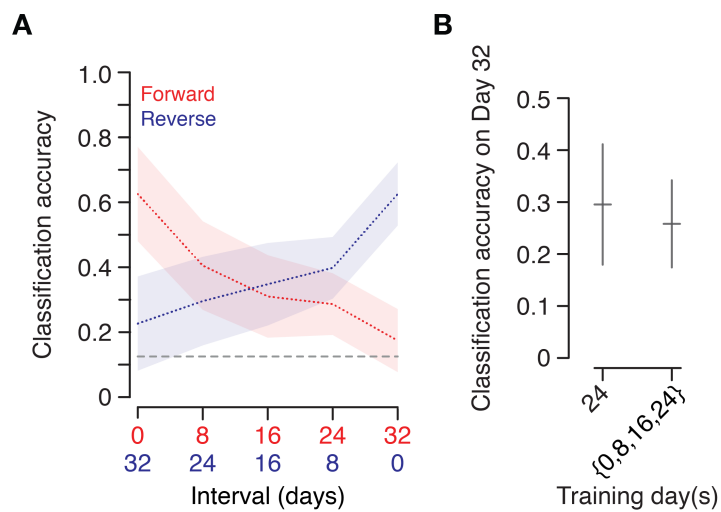 A
Classification accuracy
1.0
0.8
0.6
0.4
0.2
0
Forward
Reverse
0 8 16 24 32
32 24 16 8 0
Interval (days)
B
Classification accuracy on Day 32
0.5
0.4
0.3
0.2
0.1
0
24
{0,8,16,24}
Training day(s)